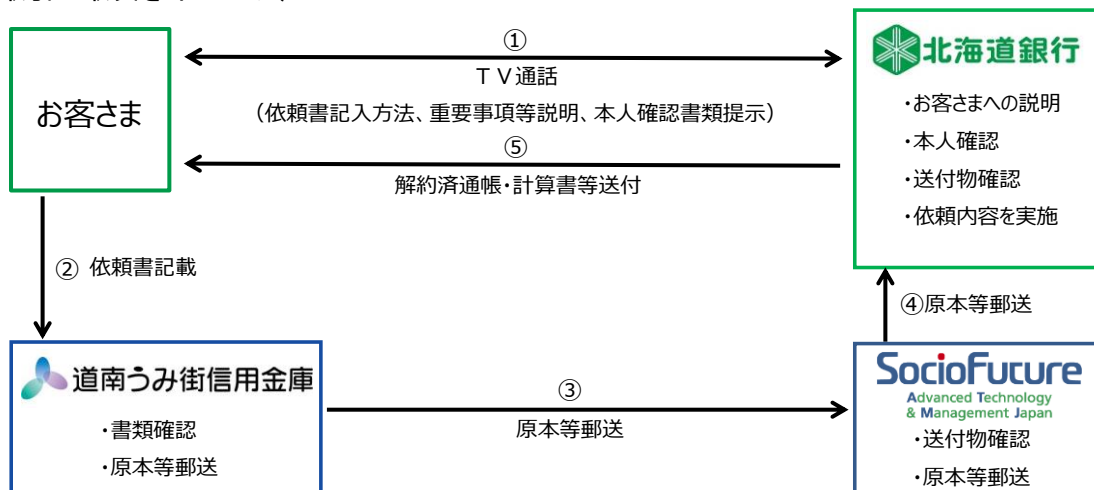 ①
TV通話
(依頼書記入方法、重要事項等説明、本人確認書類提示)
お客さま
北海道銀行
・お客さまへの説明
・本人確認
・送付物確認
・依頼内容を実施
⑤
解約済通帳・計算書等送付
② 依頼書記載
④原本等郵送
道南うみ街信用金庫
・書類確認
・原本等郵送
③
原本等郵送
SocioFuture
Advanced Technology
& Management Japan
・送付物確認
・原本等郵送